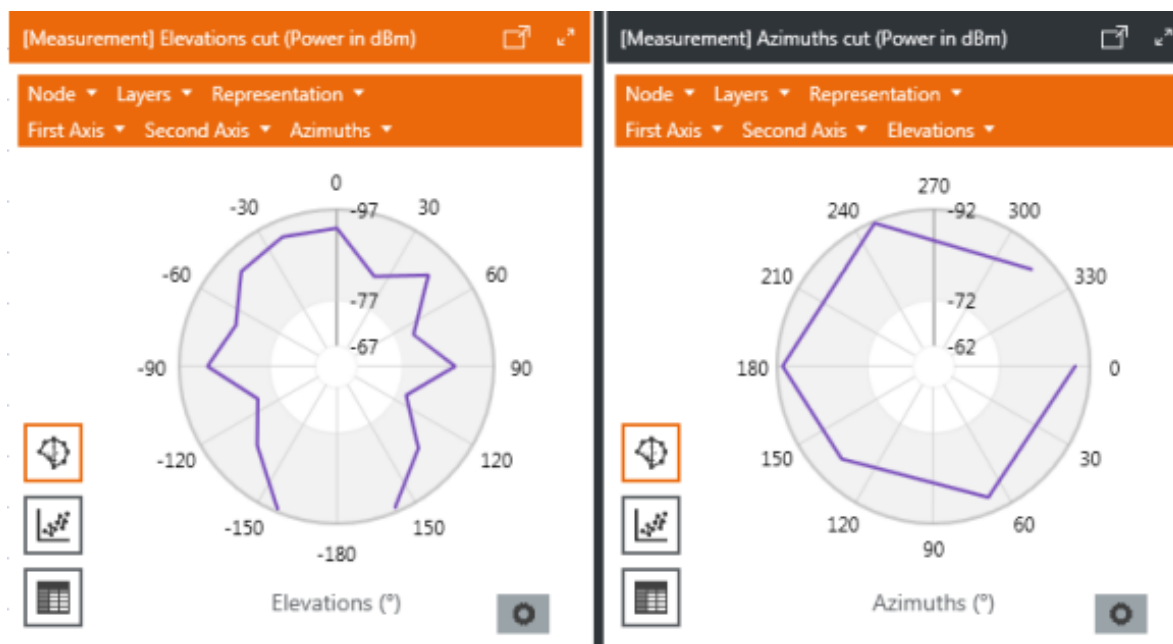 [Measurement] Elevations cut (Power in dBm)
Node Layers Representation
First Axis Second Axis Azimuths
0
-30 -97 30
-60 60
-77
-67
-90 90
-120 120
-150 150
-180
Elevations (°)
[Measurement] Azimuths cut (Power in dBm)
Node Layers Representation
First Axis Second Axis Elevations
270
240 -92 300
210 330
-72
-62
180 0
150 30
120 60
90
Azimuths (°)